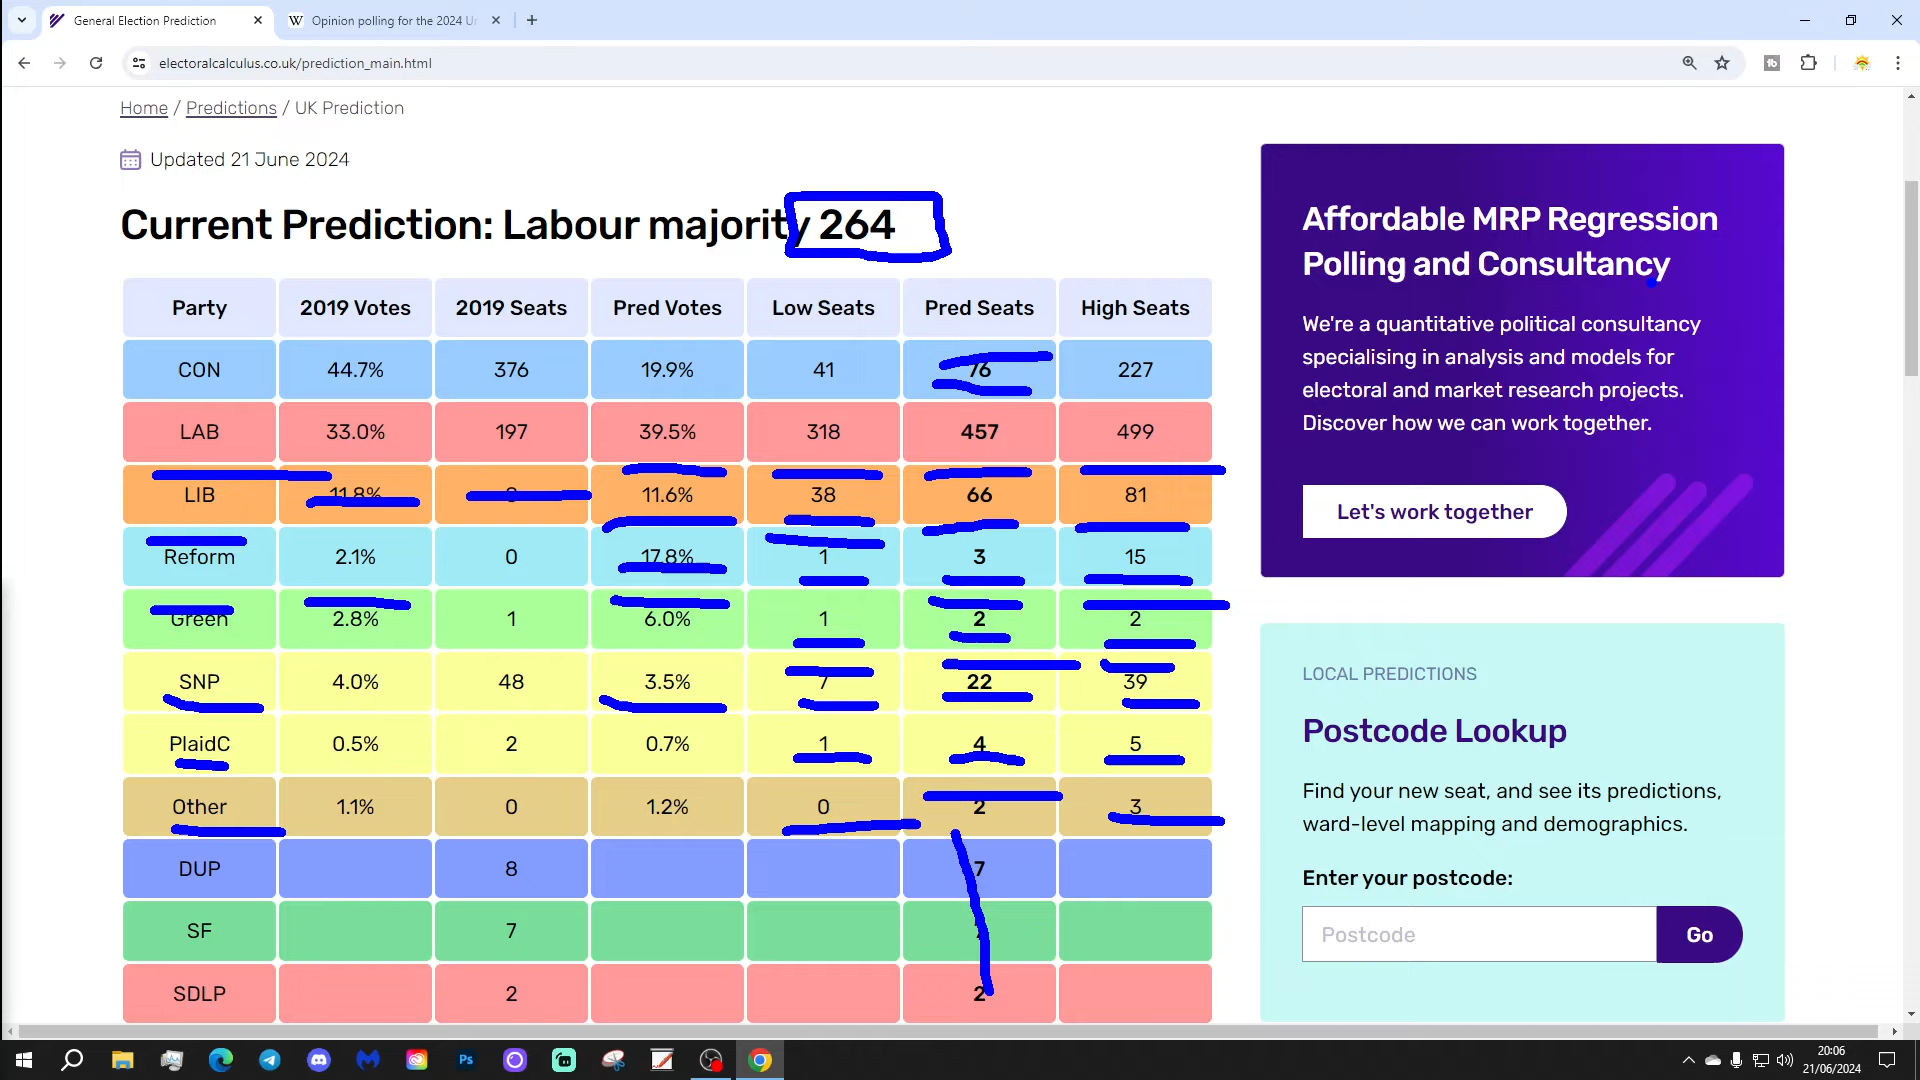 General Election Prediction
Opinion polling for the 2024 U
electoralcalculus.co.uk/prediction_main.html
Home / Predictions / UK Prediction
Updated 21 June 2024
Current Prediction: Labour majority 264
Party 2019 Votes 2019 Seats Pred Votes Low Seats Pred Seats High Seats
CON 44.7% 376 19.9% 41 76 227
LAB 33.0% 197 39.5% 318 457 499
LIB 11.8% 11.6% 38 66 81
Reform 2.1% 0 17.8% 1 3 15
Green 2.8% 1 6.0% 1 2 2
SNP 4.0% 48 3.5% 7 22 39
PlaidC 0.5% 2 0.7% 1 4 5
Other 1.1% 0 1.2% 0 2 3
DUP 8 7
SF 7
SDLP 2 2
Affordable MRP Regression
Polling and Consultancy
We're a quantitative political consultancy
specialising in analysis and models for
electoral and market research projects.
Discover how we can work together.
Let's work together
LOCAL PREDICTIONS
Postcode Lookup
Find your new seat, and see its predictions,
ward-level mapping and demographics.
Enter your postcode:
Postcode
Go
Ps
20:06
21/06/2024